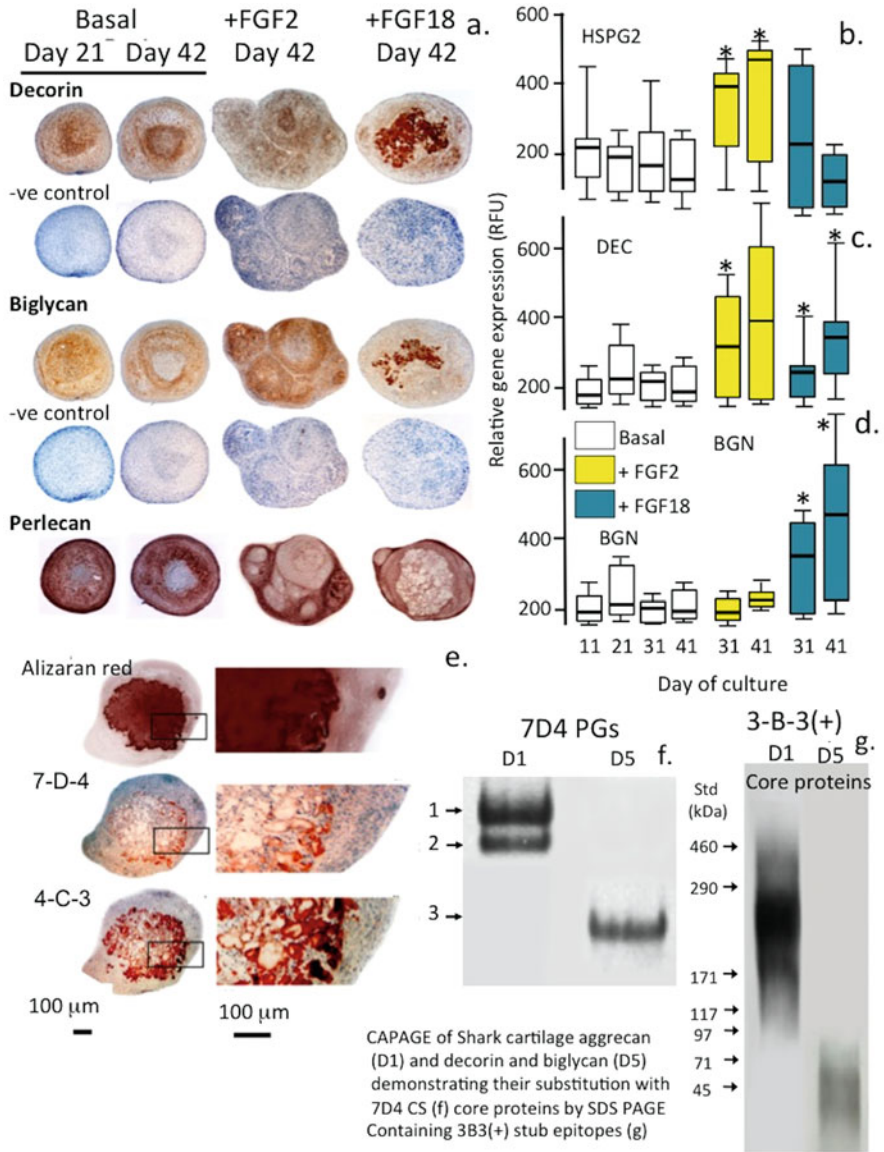 Basal
+FGF2
+FGF18
a.
Day 21
Day 42
Day 42
Day 42
Decorin
-ve control
Biglycan
-ve control
Perlecan
Relative gene expression (RFU)
600
HSPG2
b.
400
200
DEC
c.
600
400
200
Basal
BGN
d.
+ FGF2
+ FGF18
600
400
BGN
200
11
21
31
41
31
41
31
41
Day of culture
* *
*
* *
*
*
e.
Alizaran red
7-D-4
4-C-3
100 µm
100 µm
7D4 PGs
D1
D5
f.
1
2
3
3-B-3(+)
D1
D5
g.
Core proteins
Std
(kDa)
460
290
171
117
97
71
45
CAPAGE of Shark cartilage aggrecan
(D1) and decorin and biglycan (D5)
demonstrating their substitution with
7D4 CS (f) core proteins by SDS PAGE
Containing 3B3(+) stub epitopes (g)